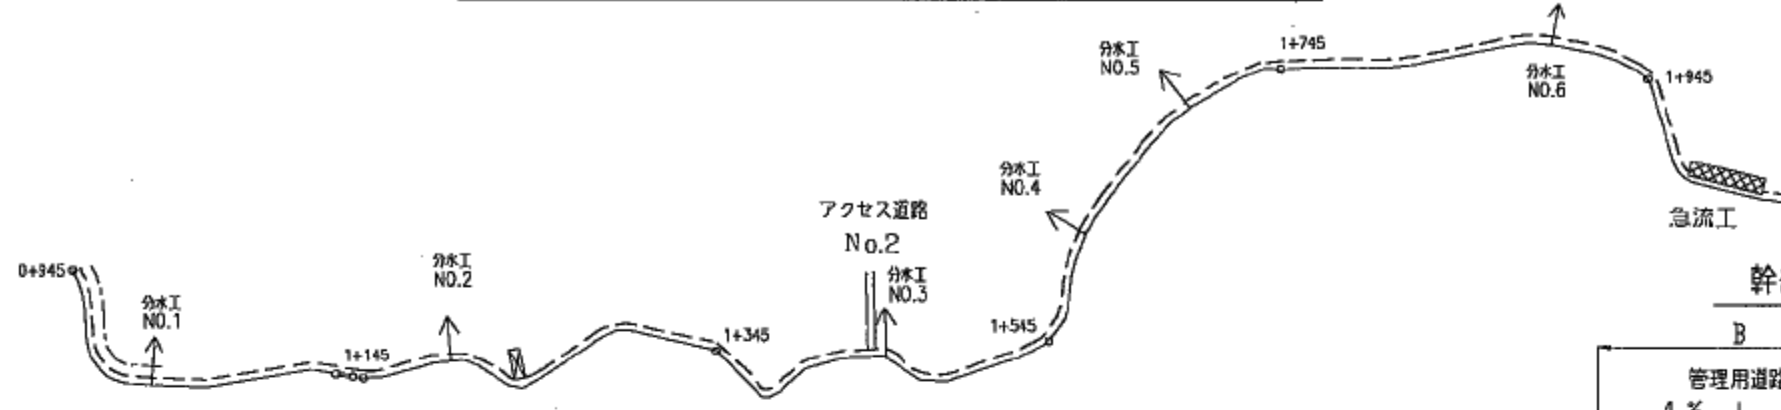 分水工
NO.5
1+745
分水工
NO.6
1+945
分水工
NO.4
急流工
アクセス道路
No.2
分水工
NO.3
0+945
分水工
NO.1
分水工
NO.2
1+145
1+345
1+545
B
管理用道路